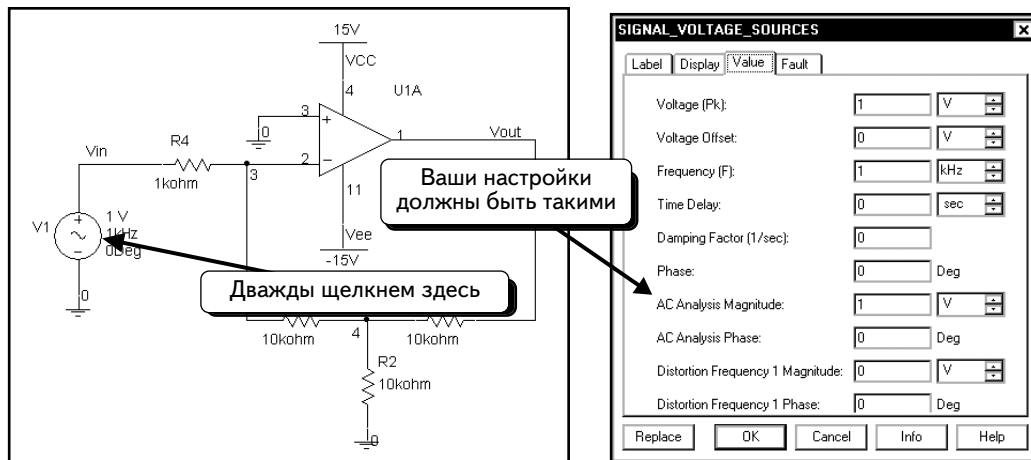 15V
VCC
4
U1A
3
+
0
1
Vout
Vin
R4
2
−
3
1kohm
11
Ваши настройки
должны быть такими
V1
+
1 V
1kHz
0Deg
−
Vee
-15V
Дважды щелкнем здесь
0
10kohm
10kohm
4
R2
10kohm
0
SIGNAL_VOLTAGE_SOURCES
Label Display Value Fault
Voltage (Pk): 1 V
Voltage Offset: 0 V
Frequency (F): 1 kHz
Time Delay: 0 sec
Damping Factor (1/sec): 0
Phase: 0 Deg
AC Analysis Magnitude: 1 V
AC Analysis Phase: 0 Deg
Distortion Frequency 1 Magnitude: 0 V
Distortion Frequency 1 Phase: 0 Deg
Replace OK Cancel Info Help